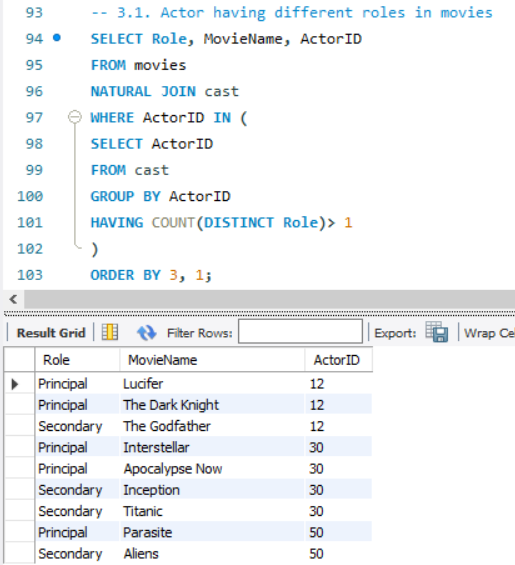 93 -- 3.1. Actor having different roles in movies
94 SELECT Role, MovieName, ActorID
95 FROM movies
96 NATURAL JOIN cast
97 WHERE ActorID IN (
98 SELECT ActorID
99 FROM cast
100 GROUP BY ActorID
101 HAVING COUNT(DISTINCT Role)> 1
102 )
103 ORDER BY 3, 1;
Result Grid Filter Rows: Export: Wrap Ce
Role MovieName ActorID
Principal Lucifer 12
Principal The Dark Knight 12
Secondary The Godfather 12
Principal Interstellar 30
Principal Apocalypse Now 30
Secondary Inception 30
Secondary Titanic 30
Principal Parasite 50
Secondary Aliens 50